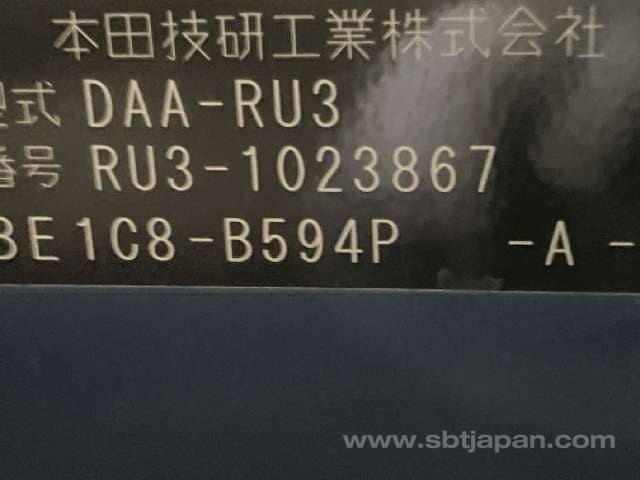 本田技研工業株式会社
型式 DAA-RU3
番号 RU3-1023867
BE1C8-B594P -A -
www.sbtjapan.com